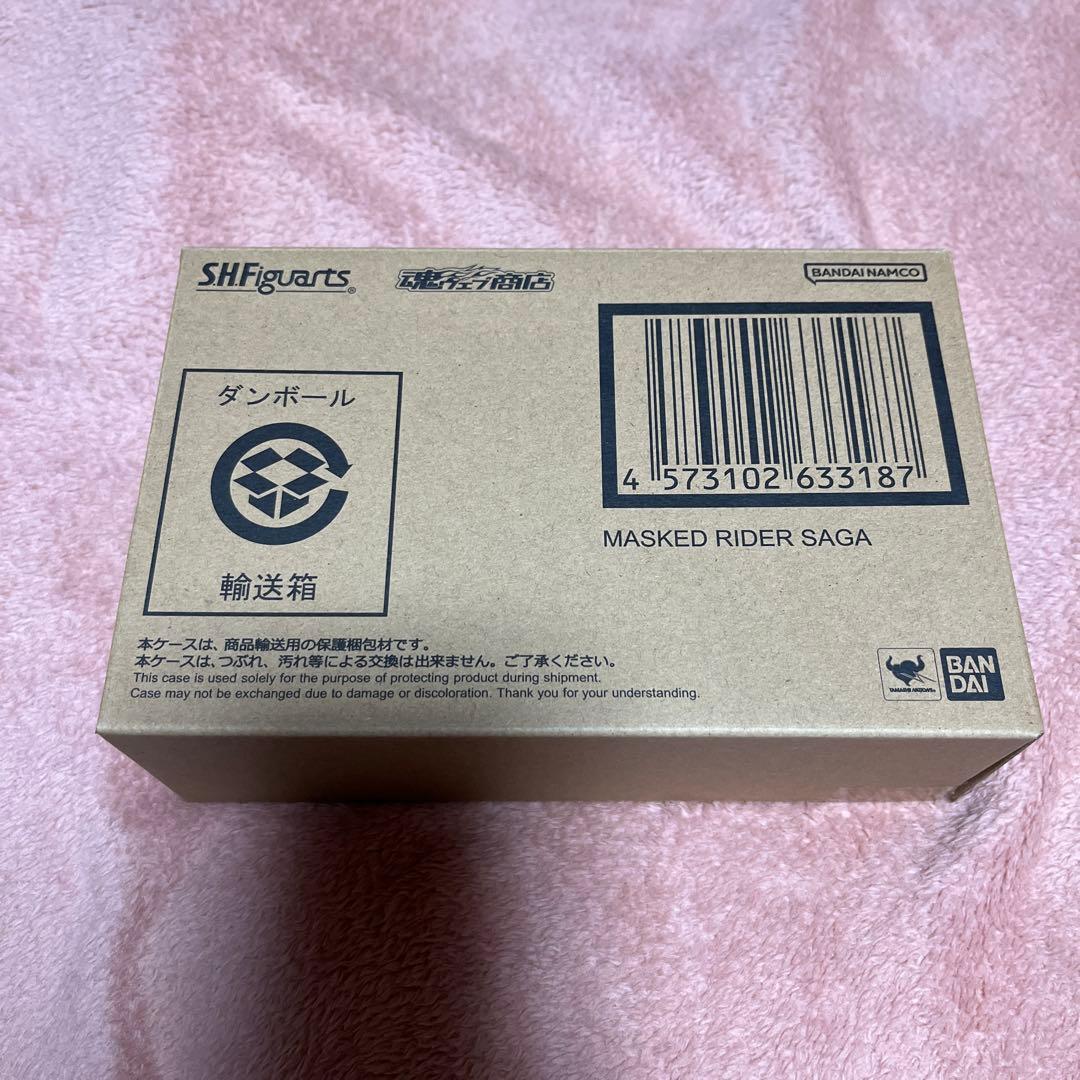 S.H.Figuarts®
魂ウェブ商店
BANDAI NAMCO
ダンボール
輸送箱
4 573102 633187
MASKED RIDER SAGA
本ケースは、商品輸送用の保護梱包材です。
本ケースは、つぶれ、汚れ等による交換は出来ません。ご了承ください。
This case is used solely for the purpose of protecting product during shipment.
Case may not be exchanged due to damage or discoloration. Thank you for your understanding.
TAMASHII NATIONS®
BAN
DAI